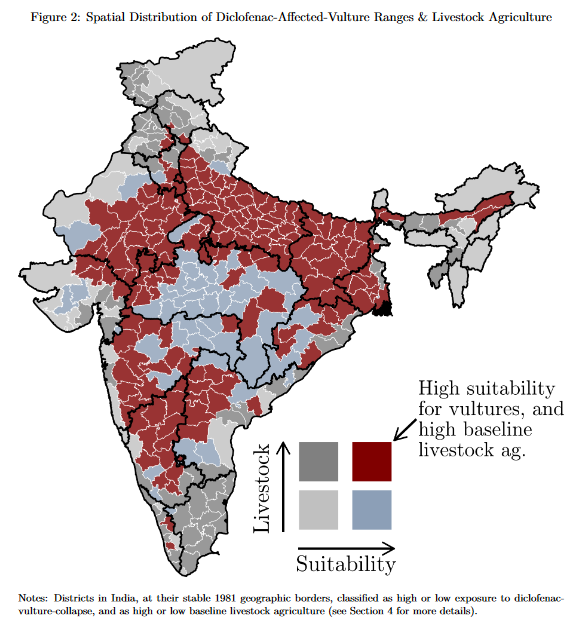 Figure 2: Spatial Distribution of Diclofenac-Affected-Vulture Ranges & Livestock Agriculture
High suitability
for vultures, and
high baseline
livestock ag.
Livestock
Suitability
Notes: Districts in India, at their stable 1981 geographic borders, classified as high or low exposure to diclofenac-
vulture-collapse, and as high or low baseline livestock agriculture (see Section 4 for more details).